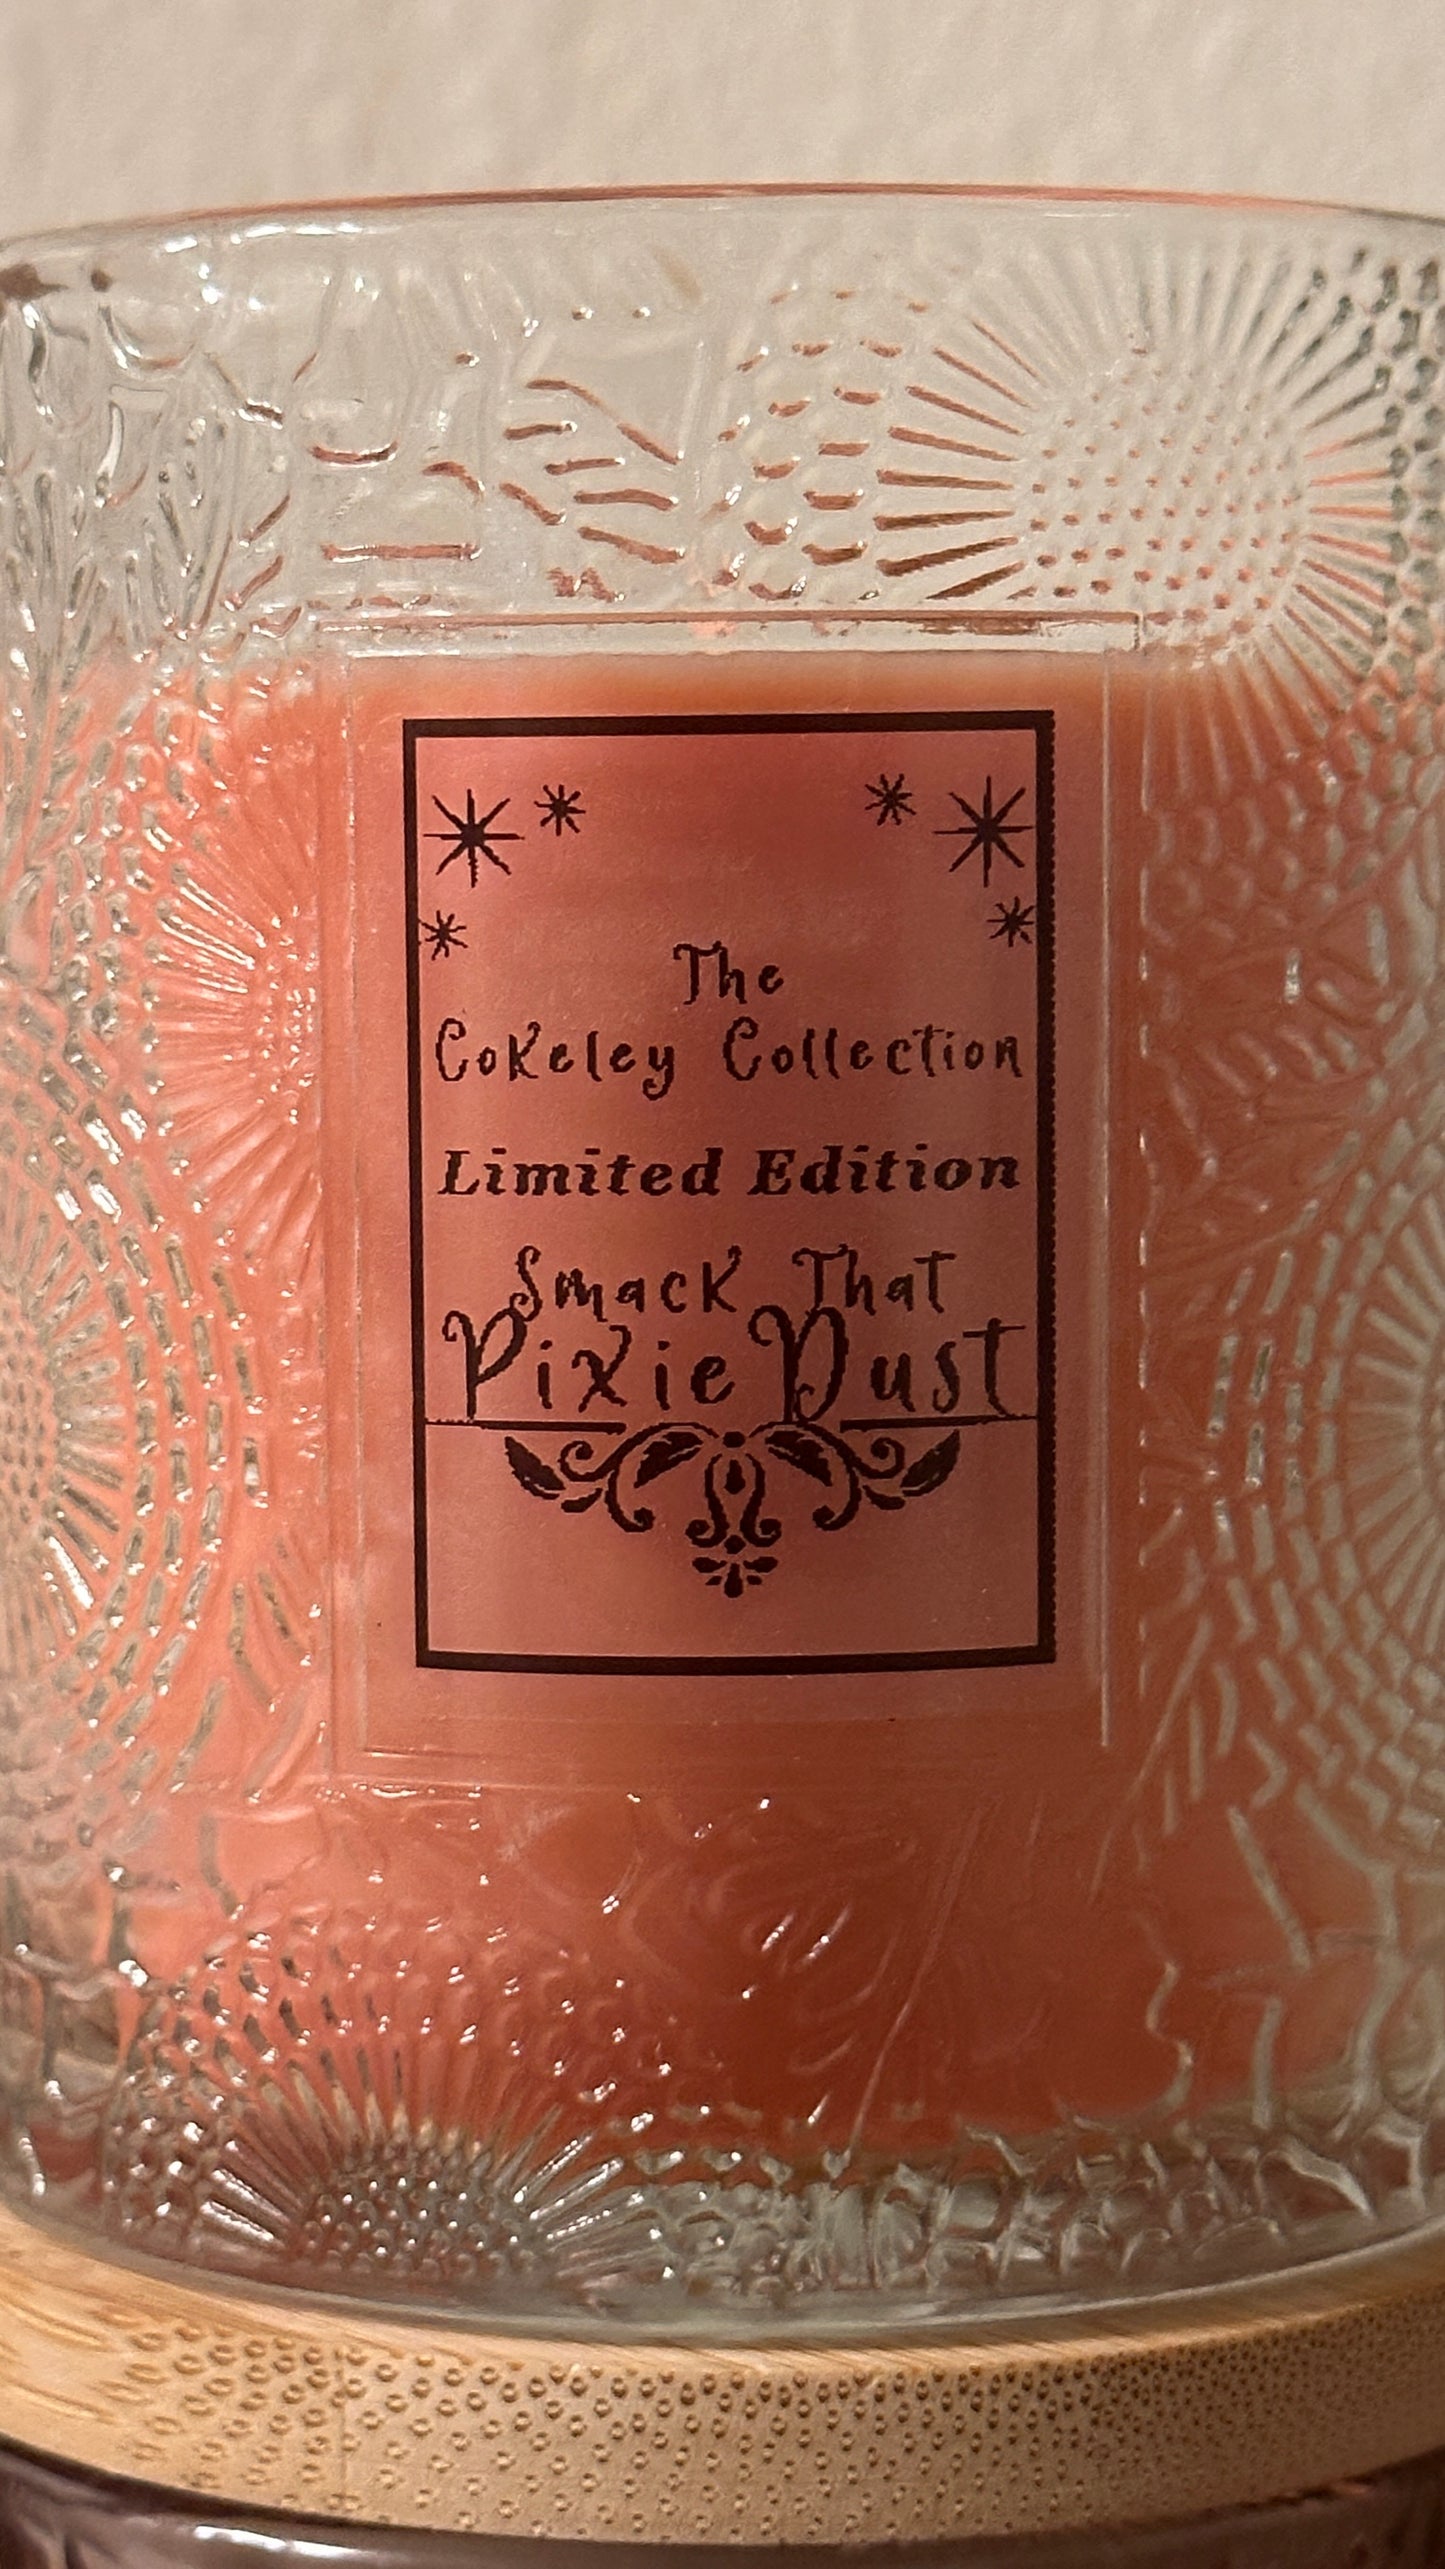 The
Cokeley Collection
Limited Edition
Smack That
Pixie Dust